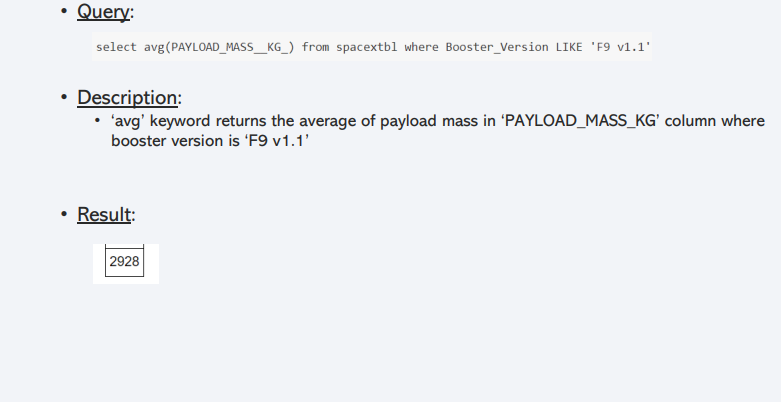 • Query:
select avg(PAYLOAD_MASS__KG_) from spacextbl where Booster_Version LIKE 'F9 v1.1'
• Description:
• ‘avg’ keyword returns the average of payload mass in ‘PAYLOAD_MASS_KG’ column where
booster version is ‘F9 v1.1’
• Result:
2928